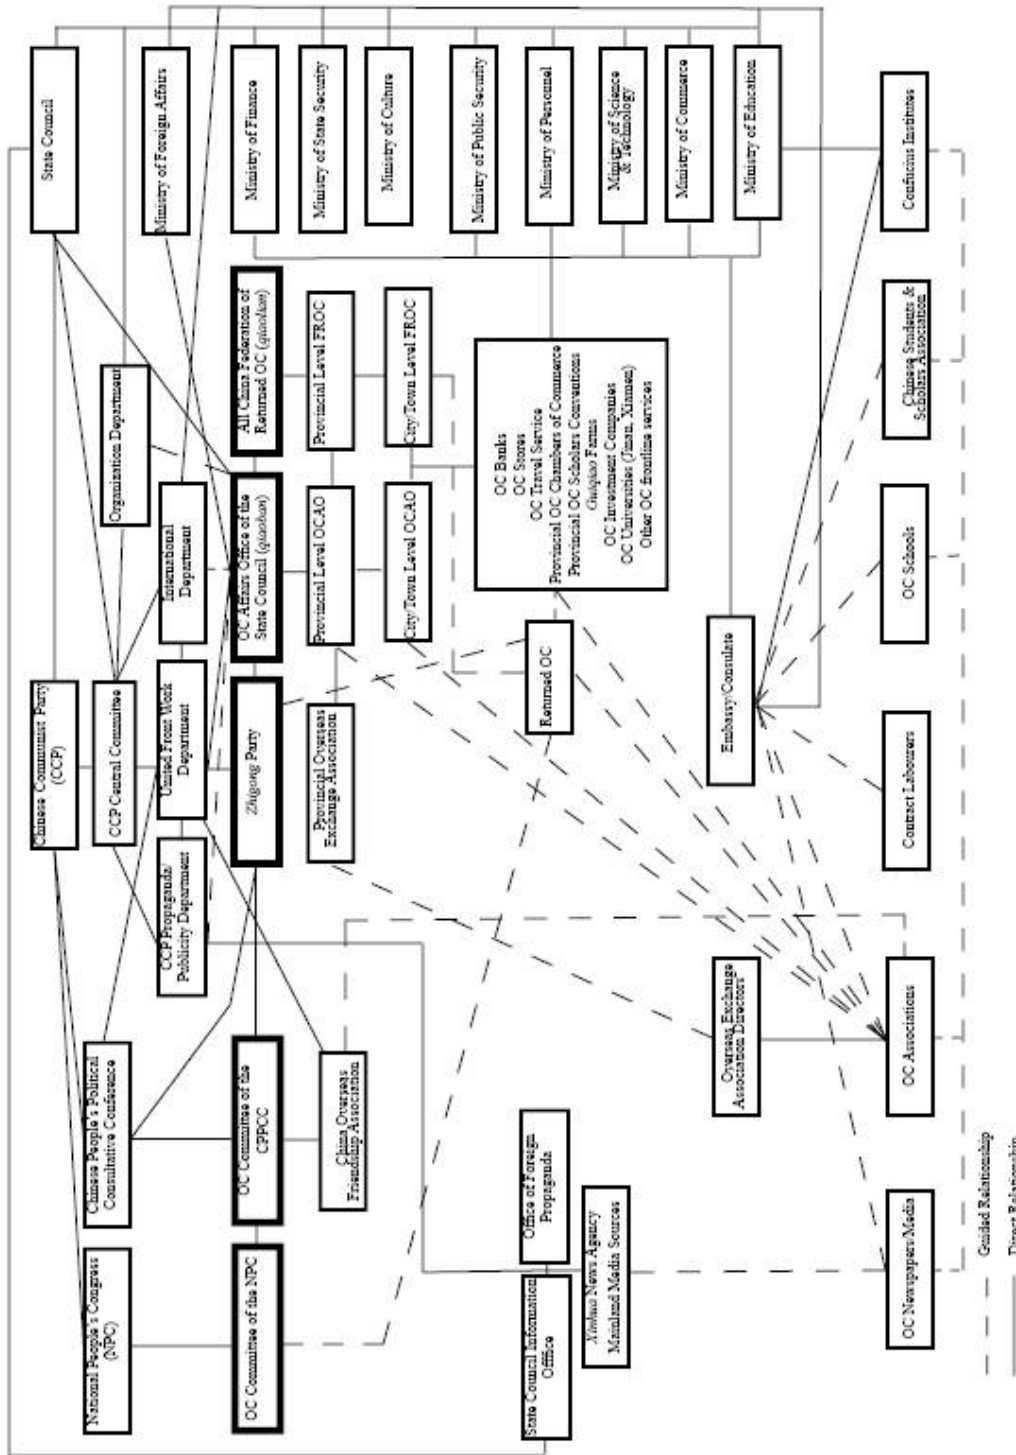 Chinese Communist Party
(CCP)
State Council
National People's Congress
(NPC)
Chinese People's Political
Consultative Conference
CCP Central Committee
Organization Department
Ministry of Foreign Affairs
CCP Propaganda/
Publicity Department
United Front Work
Department
International
Department
OC Committee of the NPC
OC Committee of the
CPPCC
Zhigong Party
OC Affairs Office of the
State Council (qiaoban)
All China Federation of
Returned OC (qiaolian)
Ministry of Finance
Ministry of State Security
China Overseas
Friendship Association
Provincial Overseas
Exchange Association
Provincial Level OCAO
Provincial Level FROC
Ministry of Culture
City/Town Level OCAO
City/Town Level FROC
Ministry of Public Security
State Council Information
Offfice
Office of Foreign
Propaganda
Returned OC
OC Banks
OC Stores
OC Travel Service
Provincial OC Chambers of Commerce
Provincial OC Scholars Conventions
Guiqiao Farms
OC Investment Companies
OC Universities (Jinan, Xiamen)
Other OC frontline services
Ministry of Personnel
Xinhua News Agency
Mainland Media Sources
Ministry of Science
& Technology
Ministry of Commerce
Overseas Exchange
Association Directors
Embassy/Consulate
Ministry of Education
OC Newspapers/Media
OC Associations
Contract Labourers
OC Schools
Chinese Students &
Scholars Association
Confucius Institutes
Guided Relationship
Direct Relationship